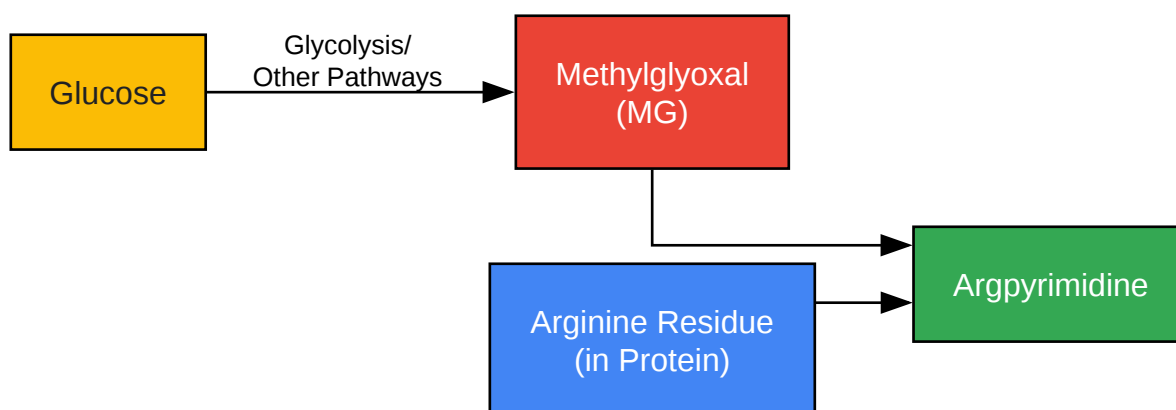 Glucose
Glycolysis/
Other Pathways
Methylglyoxal
(MG)
Arginine Residue
(in Protein)
Argpyrimidine